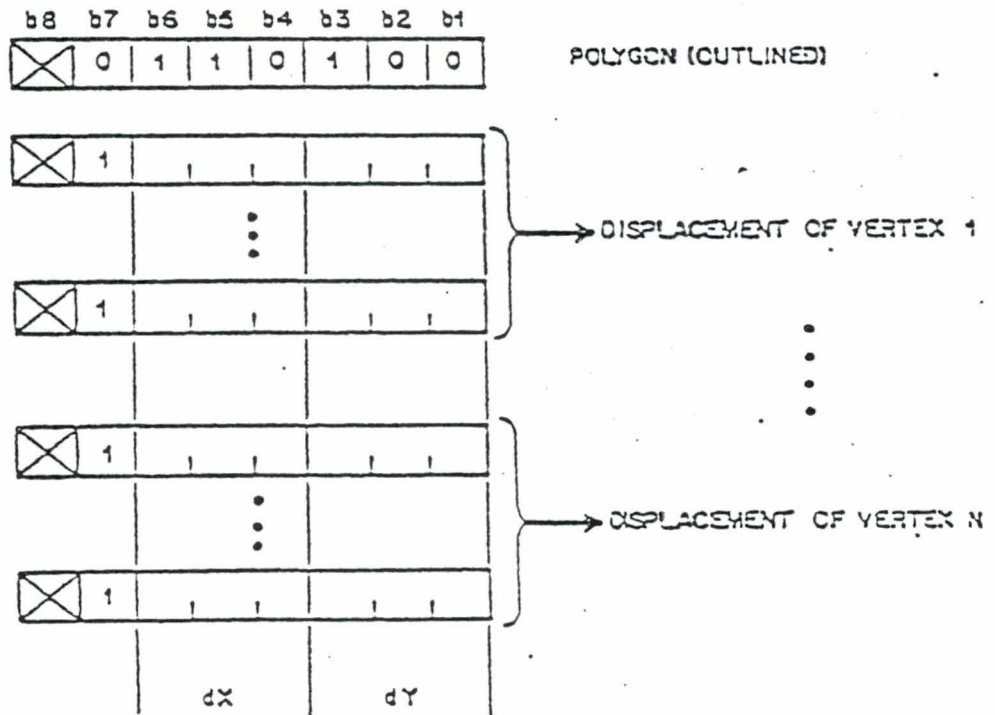 b8 b7 b6 b5 b4 b3 b2 b1
0 1 1 0 1 0 0 POLYGON (OUTLINED)
1
DISPLACEMENT OF VERTEX 1
1
1
DISPLACEMENT OF VERTEX N
1
dX dY